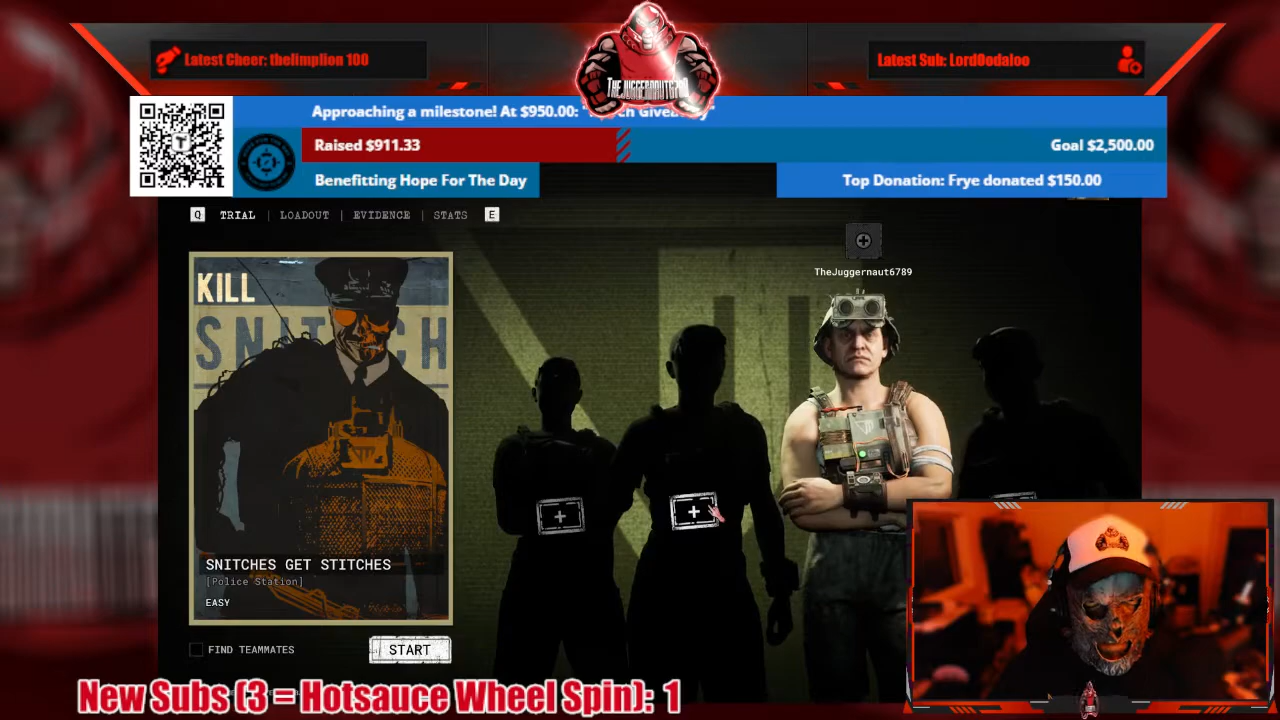 Latest Cheer: thelimplion 100
THEJUGGERNAUT6789
Latest Sub: LordOodaloo
Approaching a milestone! At $950.00:
Raised $911.33
Goal $2,500.00
Benefitting Hope For The Day
Top Donation: Frye donated $150.00
Q TRIAL | LOADOUT | EVIDENCE | STATS E
TheJuggernaut6789
KILL
SNITCH
SNITCHES GET STITCHES
[Police Station]
EASY
FIND TEAMMATES
START
New Subs (3 = Hotsauce Wheel Spin): 1